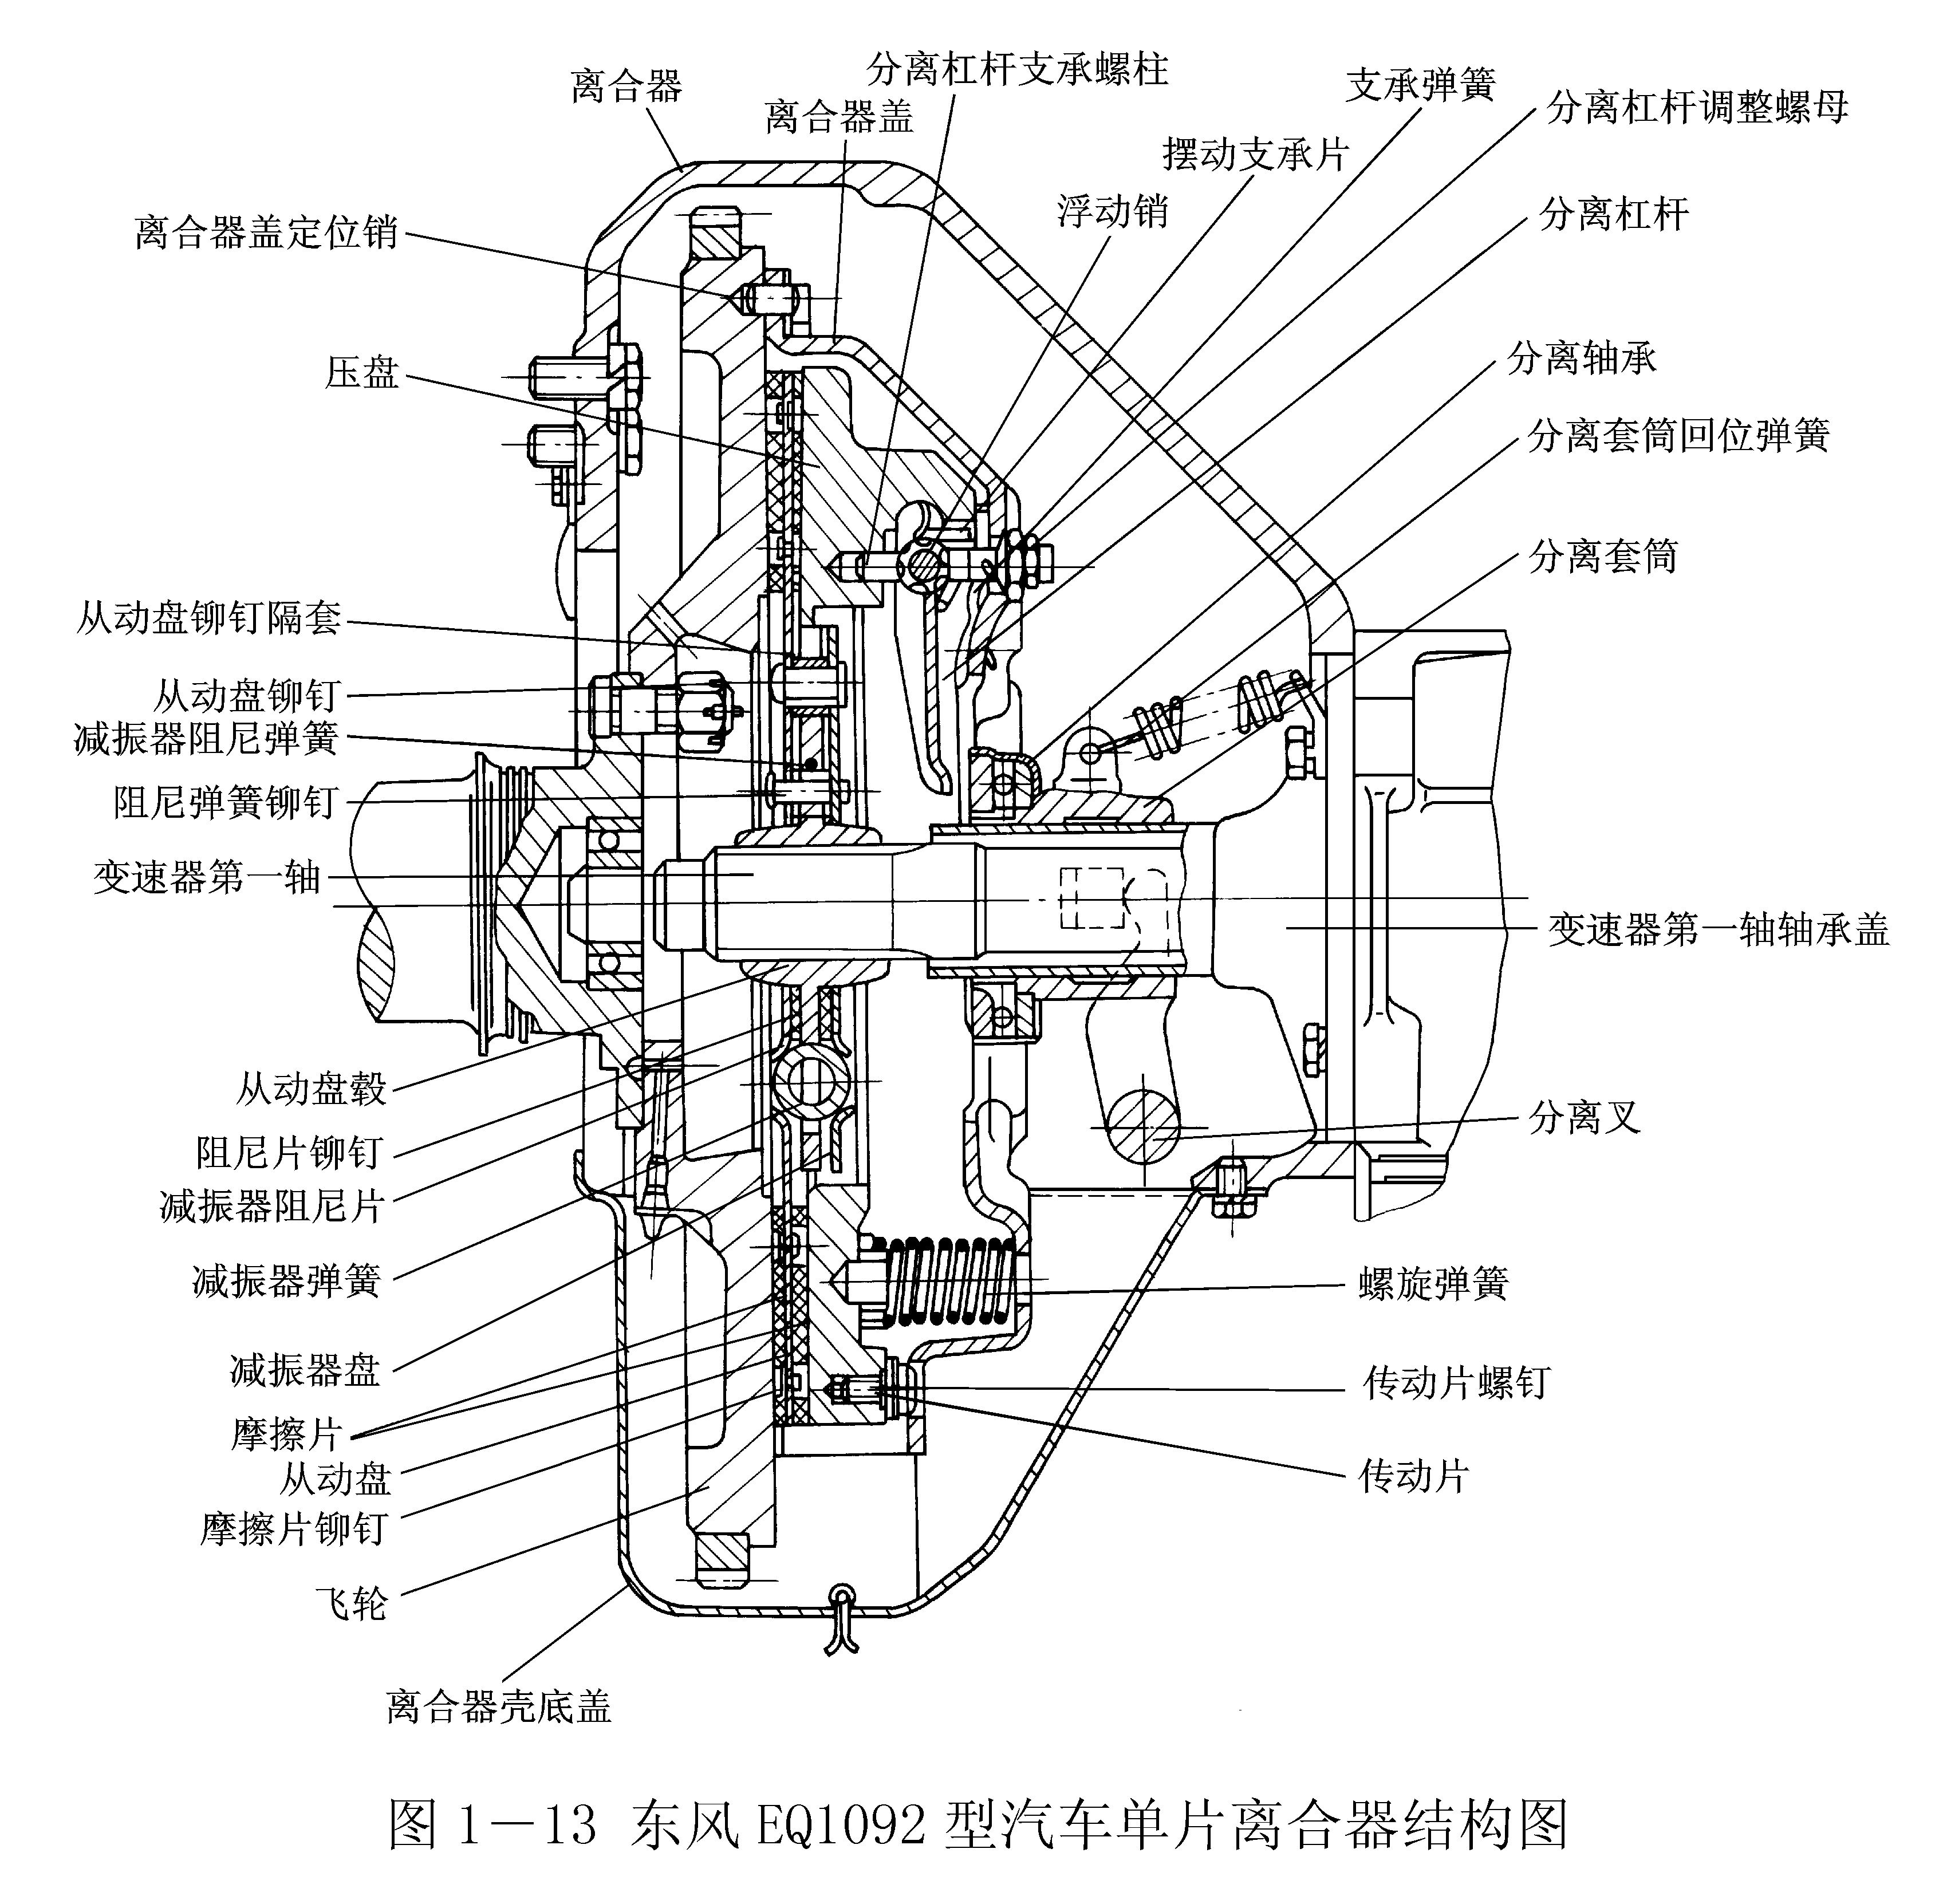 离合器
分离杠杆支承螺柱
离合器盖
支承弹簧
分离杠杆调整螺母
摆动支承片
浮动销
分离杠杆
离合器盖定位销
压盘
分离轴承
分离套筒回位弹簧
分离套筒
从动盘铆钉隔套
从动盘铆钉
减振器阻尼弹簧
阻尼弹簧铆钉
变速器第一轴
变速器第一轴轴承盖
从动盘毂
阻尼片铆钉
减振器阻尼片
分离叉
减振器弹簧
螺旋弹簧
减振器盘
传动片螺钉
摩擦片
从动盘
传动片
摩擦片铆钉
飞轮
离合器壳底盖
图 1－13 东风 EQ1092 型汽车单片离合器结构图